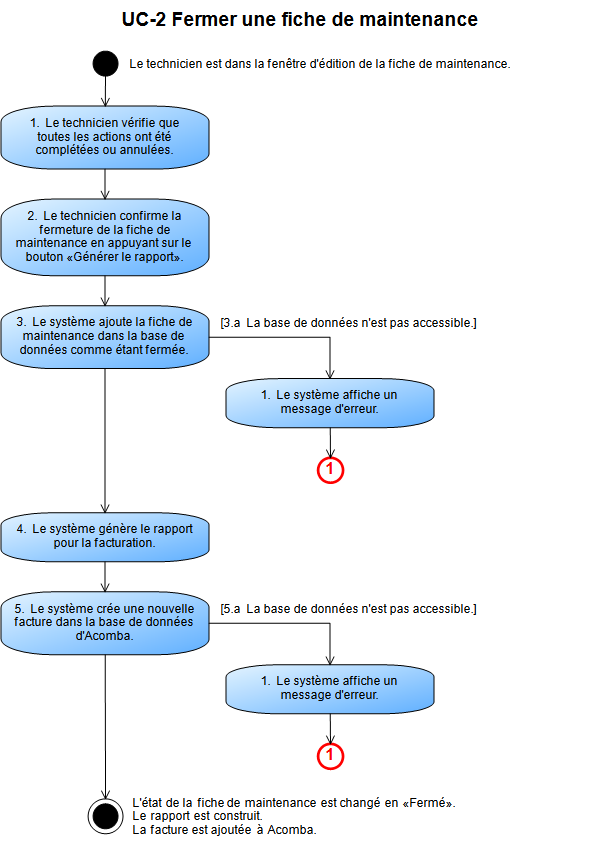 UC-2 Fermer une fiche de maintenance
Le technicien est dans la fenêtre d'édition de la fiche de maintenance.
1. Le technicien vérifie que
toutes les actions ont été
complétées ou annulées.
2. Le technicien confirme la
fermeture de la fiche de
maintenance en appuyant sur le
bouton «Générer le rapport».
3. Le système ajoute la fiche de
maintenance dans la base de
données comme étant fermée.
[3.a La base de données n'est pas accessible.]
1. Le système affiche un
message d'erreur.
1
4. Le système génère le rapport
pour la facturation.
5. Le système crée une nouvelle
facture dans la base de données
d'Acomba.
[5.a La base de données n'est pas accessible.]
1. Le système affiche un
message d'erreur.
1
L'état de la fiche de maintenance est changé en «Fermé».
Le rapport est construit.
La facture est ajoutée à Acomba.